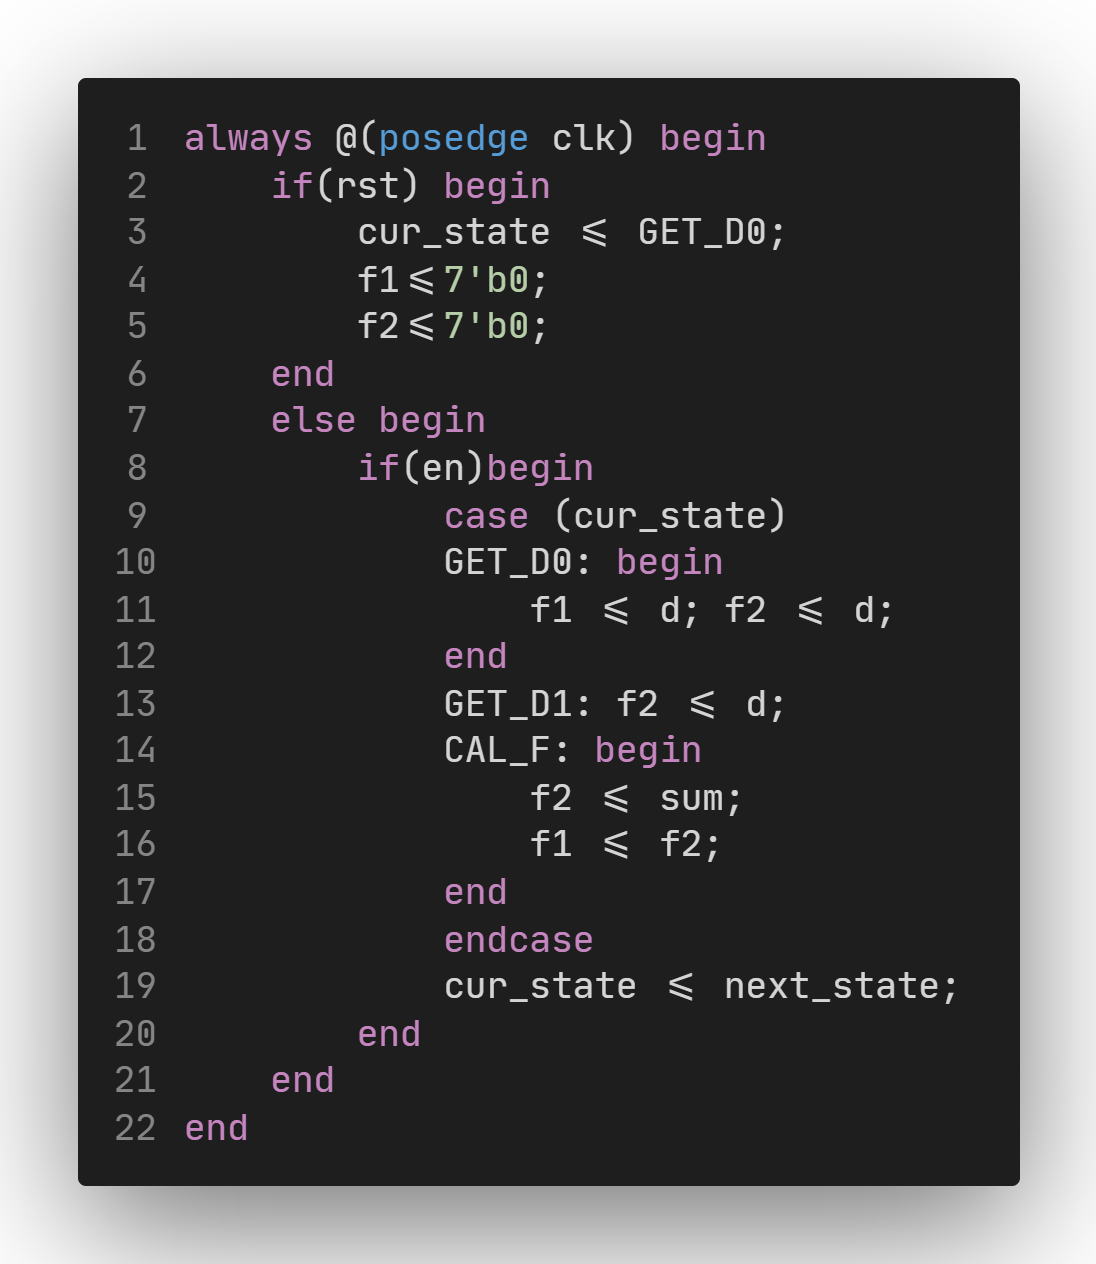 1 always @(posedge clk) begin
2     if(rst) begin
3         cur_state <= GET_D0;
4         f1<=7'b0;
5         f2<=7'b0;
6     end
7     else begin
8         if(en)begin
9             case (cur_state)
10             GET_D0: begin
11                 f1 <= d; f2 <= d;
12             end
13             GET_D1: f2 <= d;
14             CAL_F: begin
15                 f2 <= sum;
16                 f1 <= f2;
17             end
18             endcase
19             cur_state <= next_state;
20         end
21     end
22 end